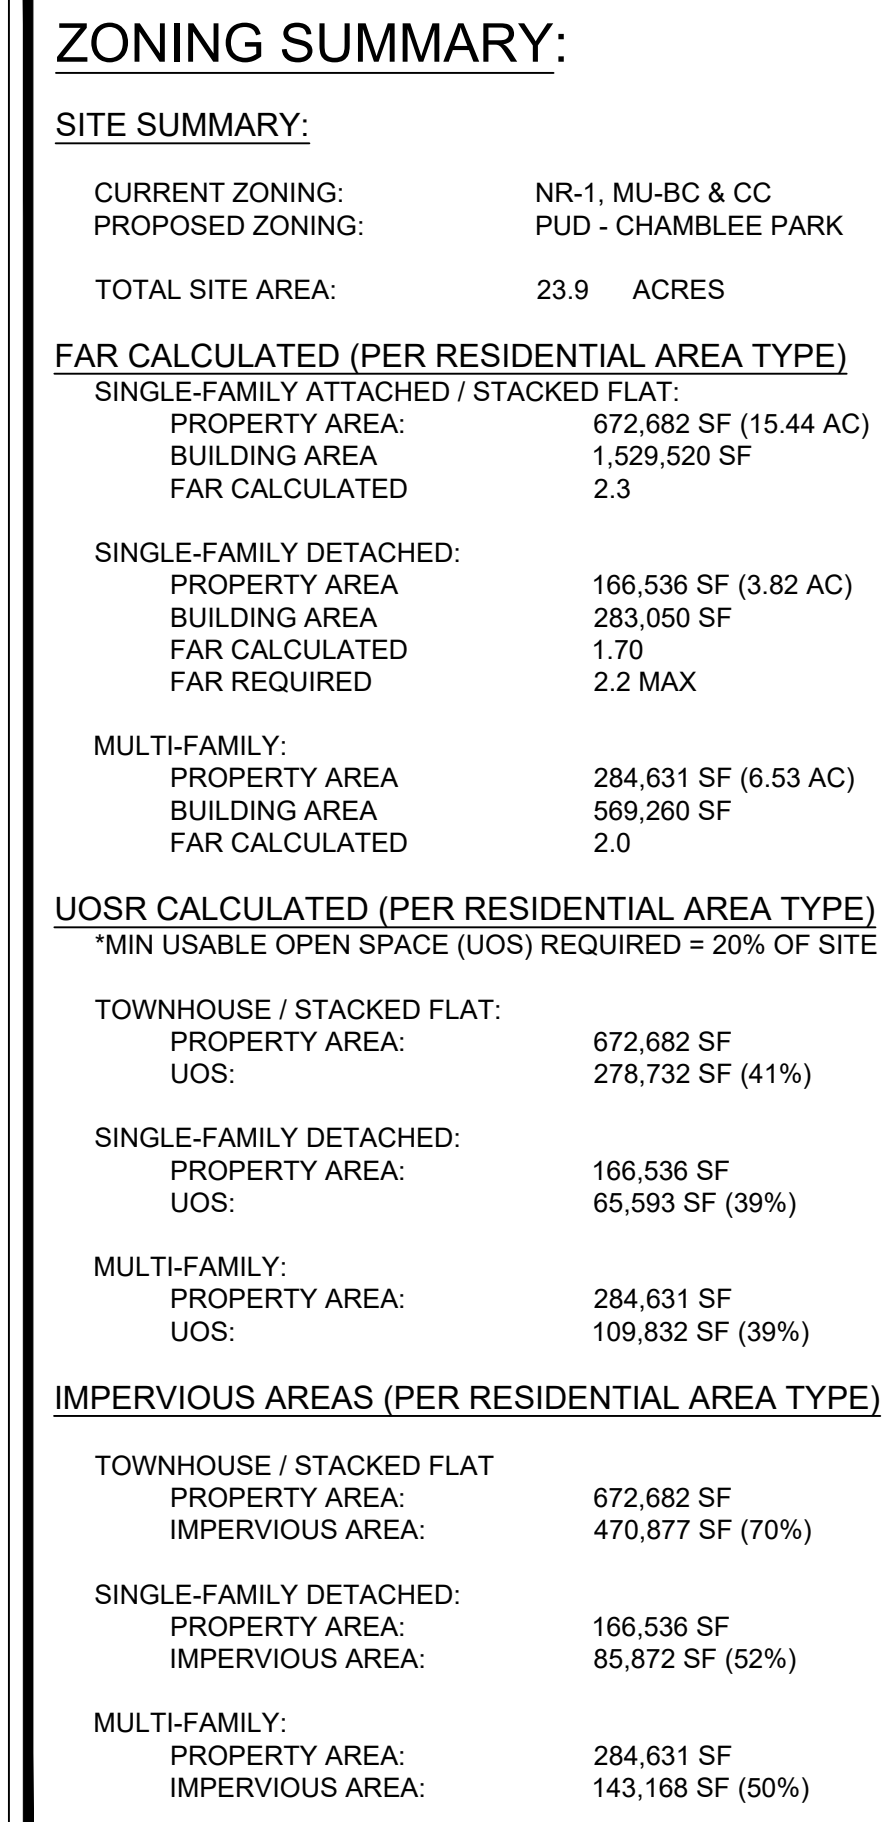 ZONING SUMMARY:
SITE SUMMARY:
CURRENT ZONING: NR-1, MU-BC & CC
PROPOSED ZONING: PUD - CHAMBLEE PARK
TOTAL SITE AREA: 23.9 ACRES
FAR CALCULATED (PER RESIDENTIAL AREA TYPE)
SINGLE-FAMILY ATTACHED / STACKED FLAT:
PROPERTY AREA: 672,682 SF (15.44 AC)
BUILDING AREA 1,529,520 SF
FAR CALCULATED 2.3
SINGLE-FAMILY DETACHED:
PROPERTY AREA 166,536 SF (3.82 AC)
BUILDING AREA 283,050 SF
FAR CALCULATED 1.70
FAR REQUIRED 2.2 MAX
MULTI-FAMILY:
PROPERTY AREA 284,631 SF (6.53 AC)
BUILDING AREA 569,260 SF
FAR CALCULATED 2.0
UOSR CALCULATED (PER RESIDENTIAL AREA TYPE)
*MIN USABLE OPEN SPACE (UOS) REQUIRED = 20% OF SITE
TOWNHOUSE / STACKED FLAT:
PROPERTY AREA: 672,682 SF
UOS: 278,732 SF (41%)
SINGLE-FAMILY DETACHED:
PROPERTY AREA: 166,536 SF
UOS: 65,593 SF (39%)
MULTI-FAMILY:
PROPERTY AREA: 284,631 SF
UOS: 109,832 SF (39%)
IMPERVIOUS AREAS (PER RESIDENTIAL AREA TYPE)
TOWNHOUSE / STACKED FLAT
PROPERTY AREA: 672,682 SF
IMPERVIOUS AREA: 470,877 SF (70%)
SINGLE-FAMILY DETACHED:
PROPERTY AREA: 166,536 SF
IMPERVIOUS AREA: 85,872 SF (52%)
MULTI-FAMILY:
PROPERTY AREA: 284,631 SF
IMPERVIOUS AREA: 143,168 SF (50%)